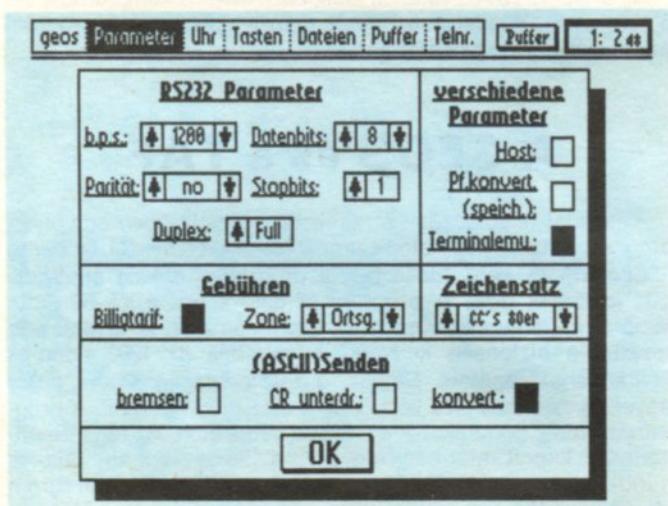 geos Parameter Uhr Tasten Dateien Puffer Telnr. Puffer 1: 2 48
RS232 Parameter
b.p.s.: 1200 Datenbits: 8
Parität: no Stopbits: 1
Duplex: Full
verschiedene
Parameter
Host:
Pf.konvert.
(speich.):
Terminalemu.:
Gebühren
Billigtarif: Zone: Ortsg.
Zeichensatz
CC's 80er
(ASCII)Senden
bremsen: CR unterdr.: konvert.:
OK